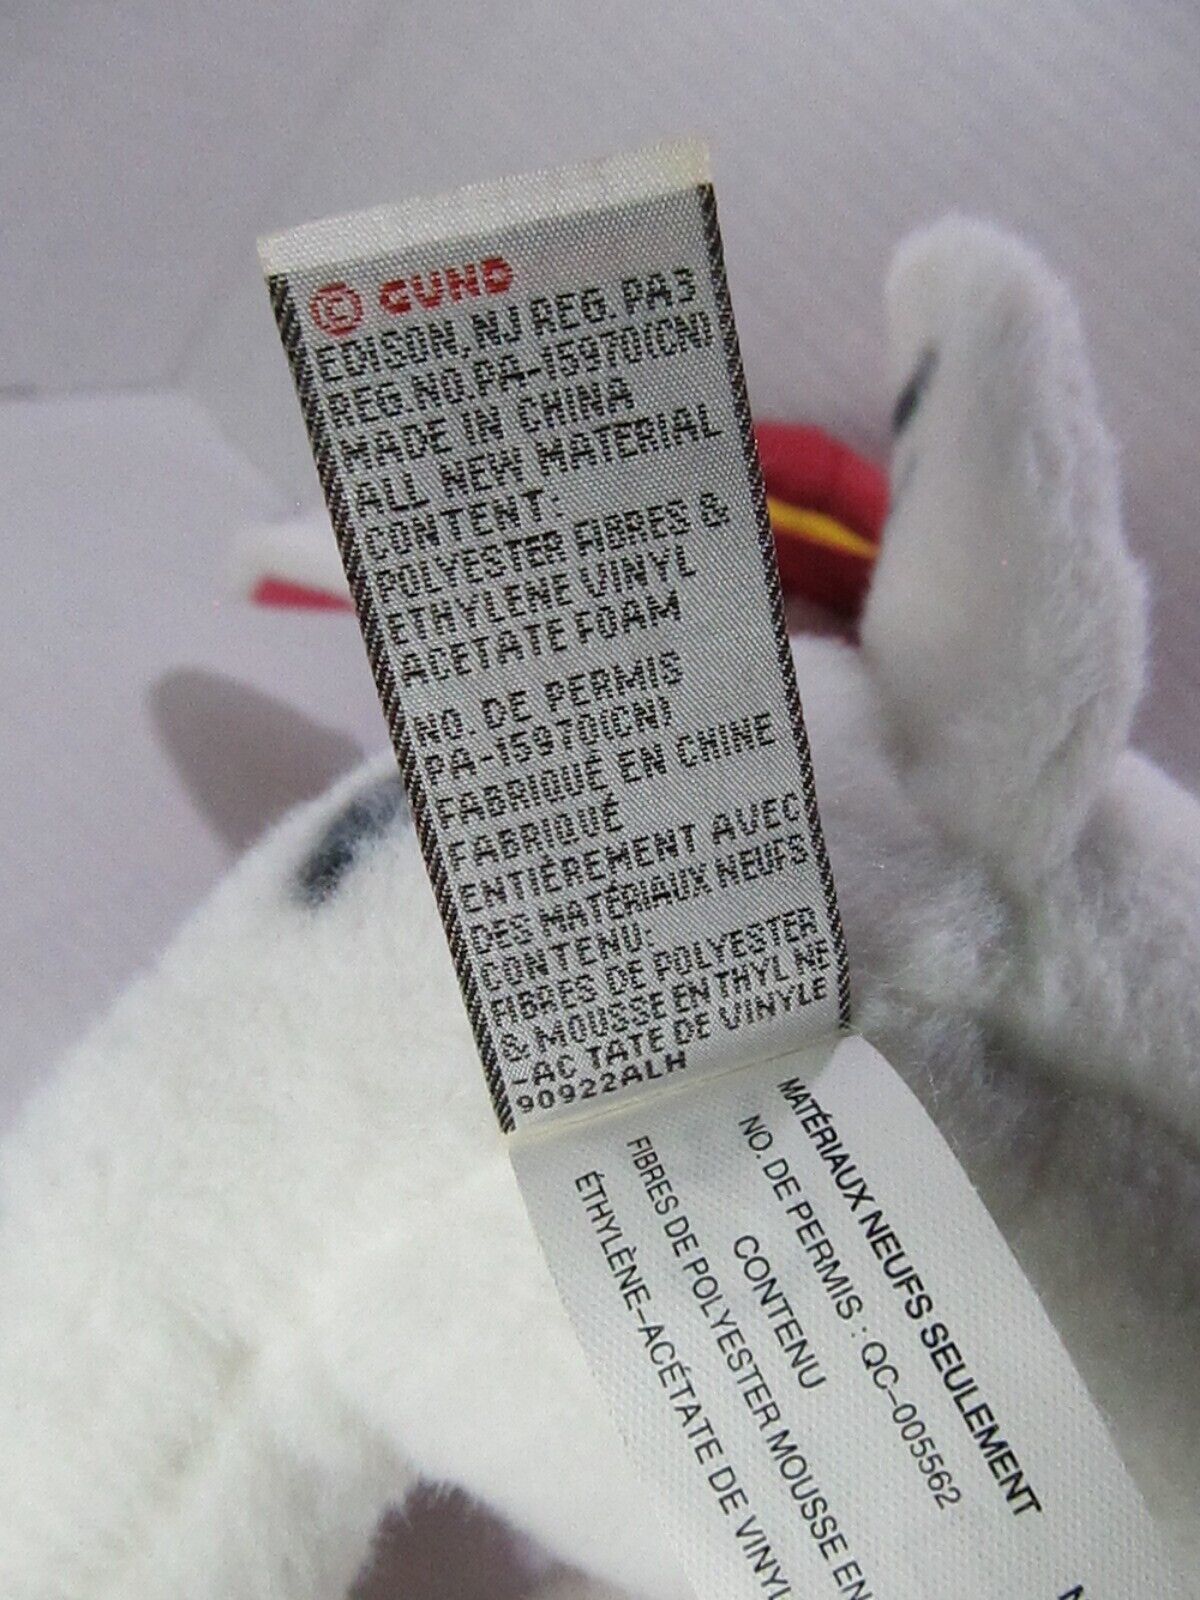 © GUND
EDISON, NJ REG. PA3
REG.NO.PA-15970(CN)
MADE IN CHINA
ALL NEW MATERIAL
CONTENT:
POLYESTER FIBRES &
ETHYLENE VINYL
ACETATE FOAM
NO. DE PERMIS
PA-15970(CN)
FABRIQUÉ EN CHINE
FABRIQUÉ
ENTIÈREMENT AVEC
DES MATÉRIAUX NEUFS
CONTENU:
FIBRES DE POLYESTER
& MOUSSE EN THYLNE
-AC TATE DE VINYLE
90922ALH
MATÉRIAUX NEUFS SEULEMENT
NO. DE PERMIS : QC-005562
CONTENU
FIBRES DE POLYESTER MOUSSE EN
ÉTHYLÈNE-ACÉTATE DE VINYL